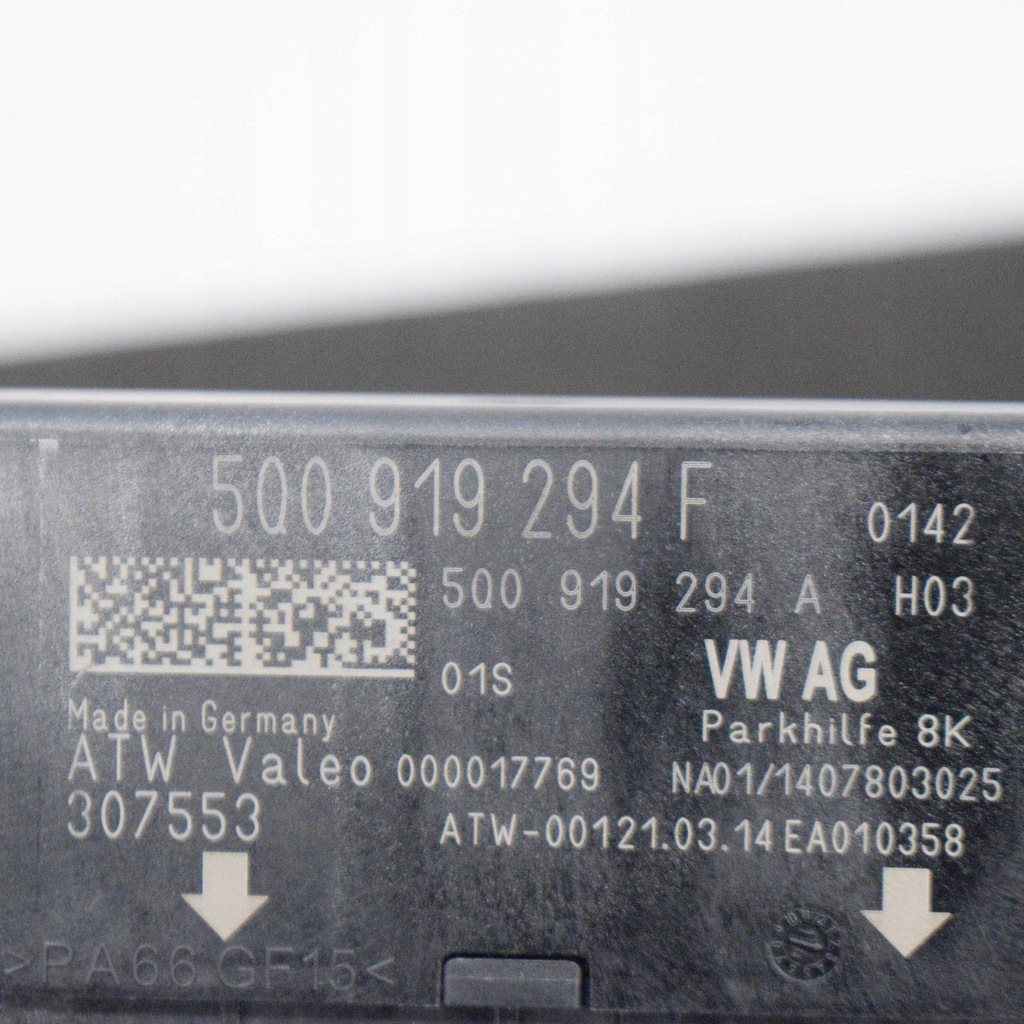 5Q0 919 294 F 0142
5Q0 919 294 A H03
01S VW AG
Made in Germany Parkhilfe 8K
ATW Valeo 000017769 NA01/1407803025
307553 ATW-00121.03.14 EA010358
>PA66 GF15<